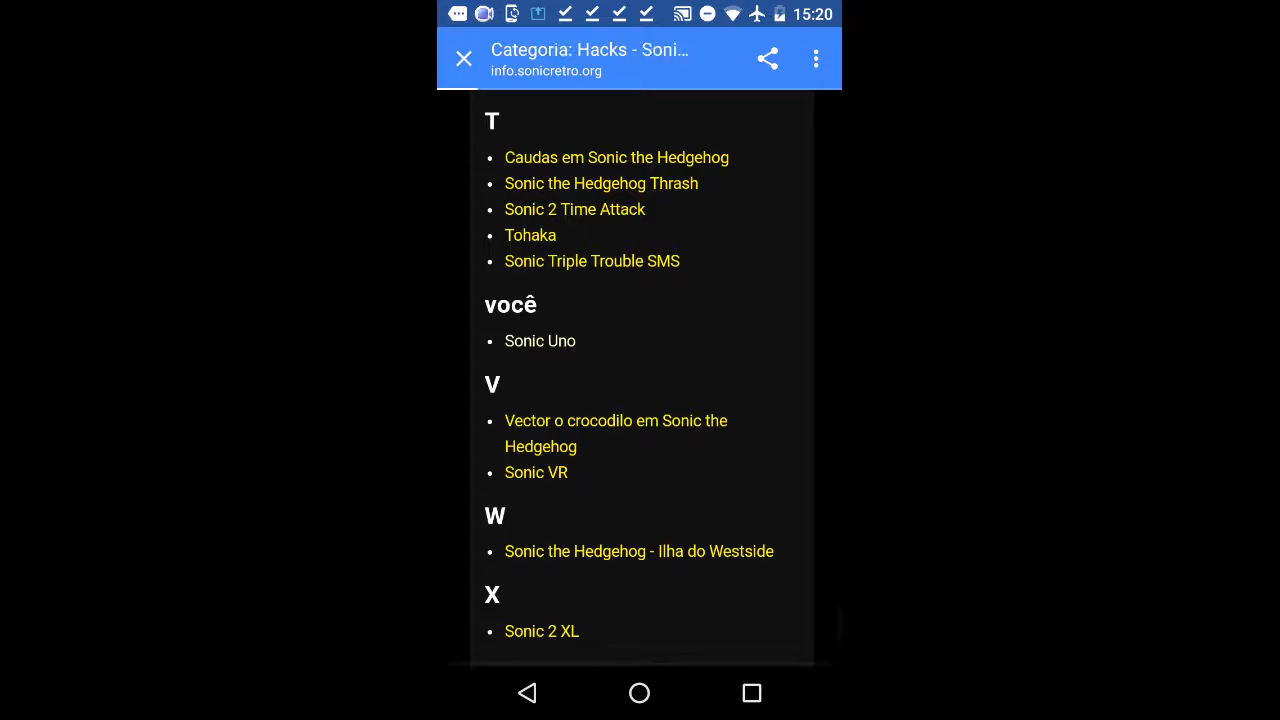 15:20
Categoria: Hacks - Soni...
info.sonicretro.org
T
Caudas em Sonic the Hedgehog
Sonic the Hedgehog Thrash
Sonic 2 Time Attack
Tohaka
Sonic Triple Trouble SMS
você
Sonic Uno
V
Vector o crocodilo em Sonic the
Hedgehog
Sonic VR
W
Sonic the Hedgehog - Ilha do Westside
X
Sonic 2 XL